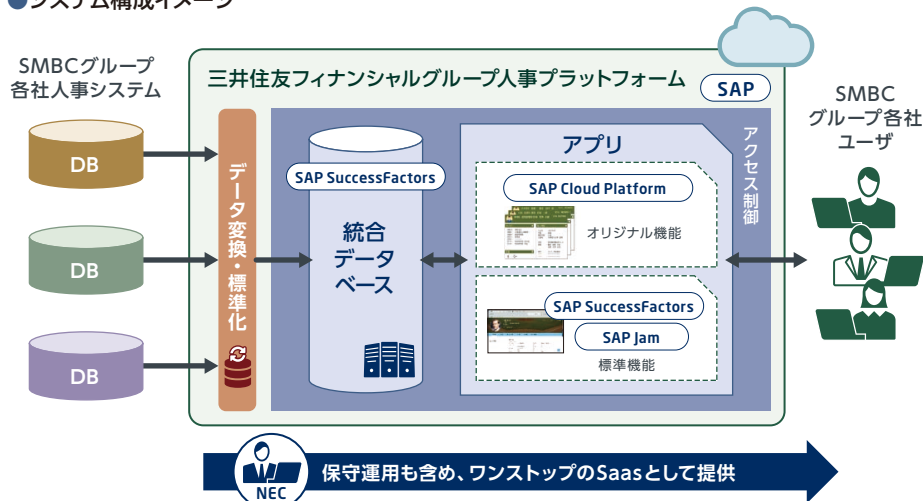 ●システム構成イメージ
SMBCグループ
各社人事システム
DB
DB
DB
三井住友フィナンシャルグループ人事プラットフォーム
SAP
データ変換・標準化
SAP SuccessFactors
統合
データ
ベース
アプリ
SAP Cloud Platform
オリジナル機能
SAP SuccessFactors
SAP Jam
標準機能
アクセス制御
SMBC
グループ各社
ユーザ
NEC
保守運用も含め、ワンストップのSaasとして提供